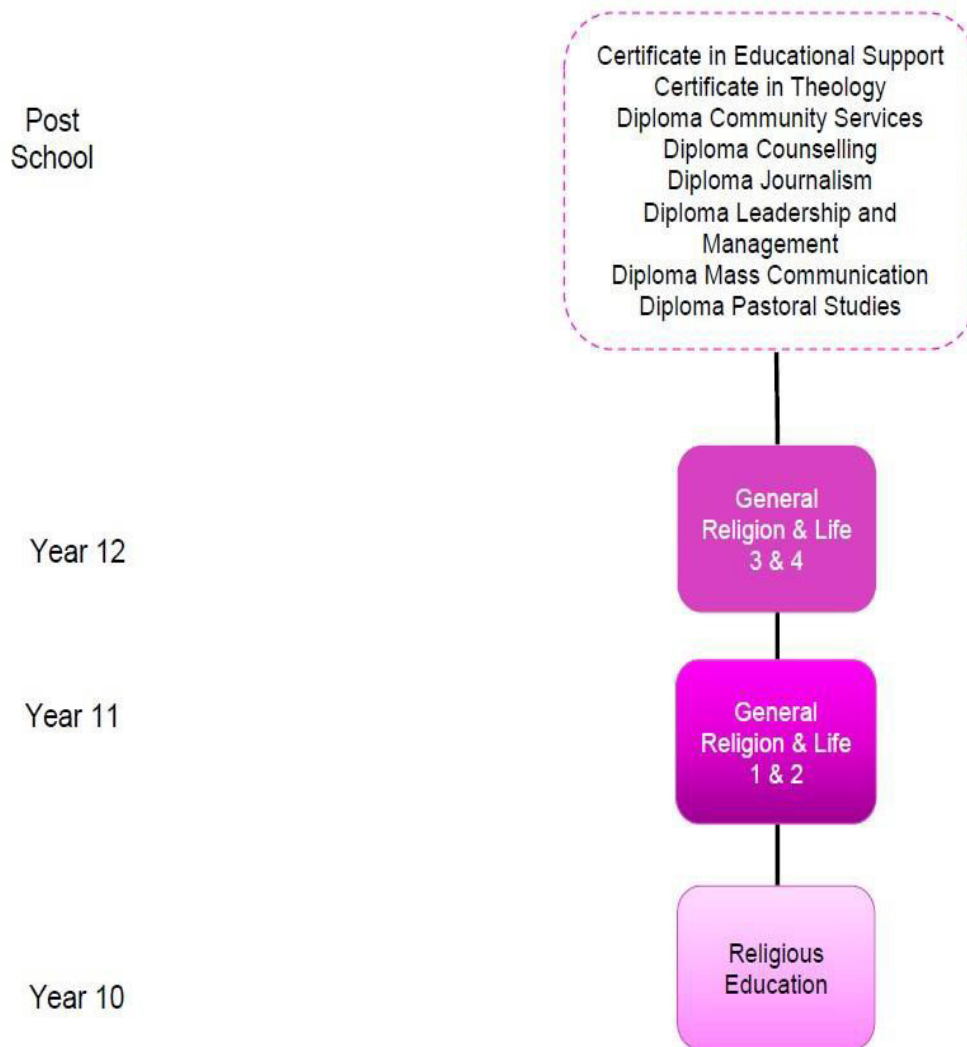 Post
School
Certificate in Educational Support
Certificate in Theology
Diploma Community Services
Diploma Counselling
Diploma Journalism
Diploma Leadership and
Management
Diploma Mass Communication
Diploma Pastoral Studies
Year 12
General
Religion & Life
3 & 4
Year 11
General
Religion & Life
1 & 2
Year 10
Religious
Education